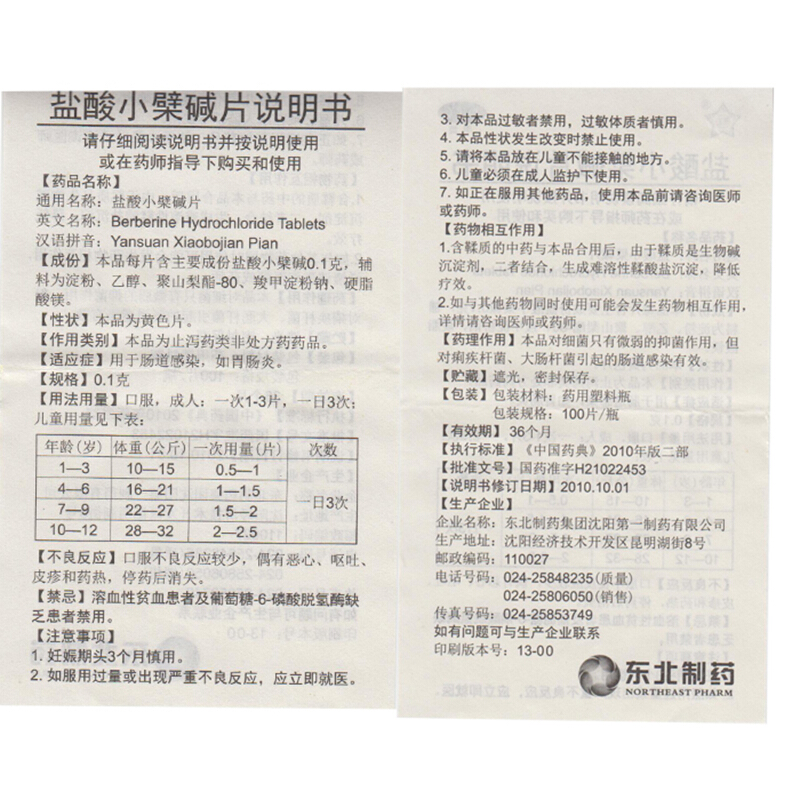 盐酸小檗碱片说明书
请仔细阅读说明书并按说明使用
或在药师指导下购买和使用
【药品名称】
通用名称：盐酸小檗碱片
英文名称：Berberine Hydrochloride Tablets
汉语拼音：Yansuan Xiaobojian Pian
【成份】本品每片含主要成份盐酸小檗碱0.1克，辅
料为淀粉、乙醇、聚山梨酯-80、羧甲淀粉钠、硬脂
酸镁。
【性状】本品为黄色片。
【作用类别】本品为止泻药类非处方药药品。
【适应症】用于肠道感染，如胃肠炎。
【规格】0.1克
【用法用量】口服，成人：一次1-3片，一日3次；
儿童用量见下表：
年龄(岁) 体重(公斤) 一次用量(片) 次数
1—3 10—15 0.5—1
4—6 16—21 1—1.5
一日3次
7—9 22—27 1.5—2
10—12 28—32 2—2.5
【不良反应】口服不良反应较少，偶有恶心、呕吐、
皮疹和药热，停药后消失。
【禁忌】溶血性贫血患者及葡萄糖-6-磷酸脱氢酶缺
乏患者禁用。
【注意事项】
1. 妊娠期头3个月慎用。
2. 如服用过量或出现严重不良反应，应立即就医。
3. 对本品过敏者禁用，过敏体质者慎用。
4. 本品性状发生改变时禁止使用。
5. 请将本品放在儿童不能接触的地方。
6. 儿童必须在成人监护下使用。
7. 如正在服用其他药品，使用本品前请咨询医师
或药师。
【药物相互作用】
1.含鞣质的中药与本品合用后，由于鞣质是生物碱
沉淀剂，二者结合，生成难溶性鞣酸盐沉淀，降低
疗效。
2.如与其他药物同时使用可能会发生药物相互作用，
详情请咨询医师或药师。
【药理作用】本品对细菌只有微弱的抑菌作用，但
对痢疾杆菌、大肠杆菌引起的肠道感染有效。
【贮藏】遮光，密封保存。
【包装】包装材料：药用塑料瓶
包装规格：100片/瓶
【有效期】36个月
【执行标准】《中国药典》2010年版二部
【批准文号】国药准字H21022453
【说明书修订日期】2010.10.01
【生产企业】
企业名称：东北制药集团沈阳第一制药有限公司
生产地址：沈阳经济技术开发区昆明湖街8号
邮政编码：110027
电话号码：024-25848235(质量)
024-25806050(销售)
传真号码：024-25853749
如有问题可与生产企业联系
印刷版本号：13-00
东北制药
NORTHEAST PHARM